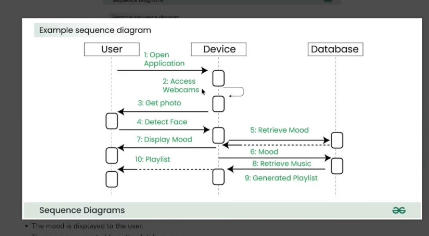 Example sequence diagram
User
Device
Database
1: Open
Application
2: Access
Webcams
3: Get photo
4: Detect Face
5: Retrieve Mood
7: Display Mood
6: Mood
10: Playlist
8: Retrieve Music
9: Generated Playlist
Sequence Diagrams
• The mood is displayed to the user.